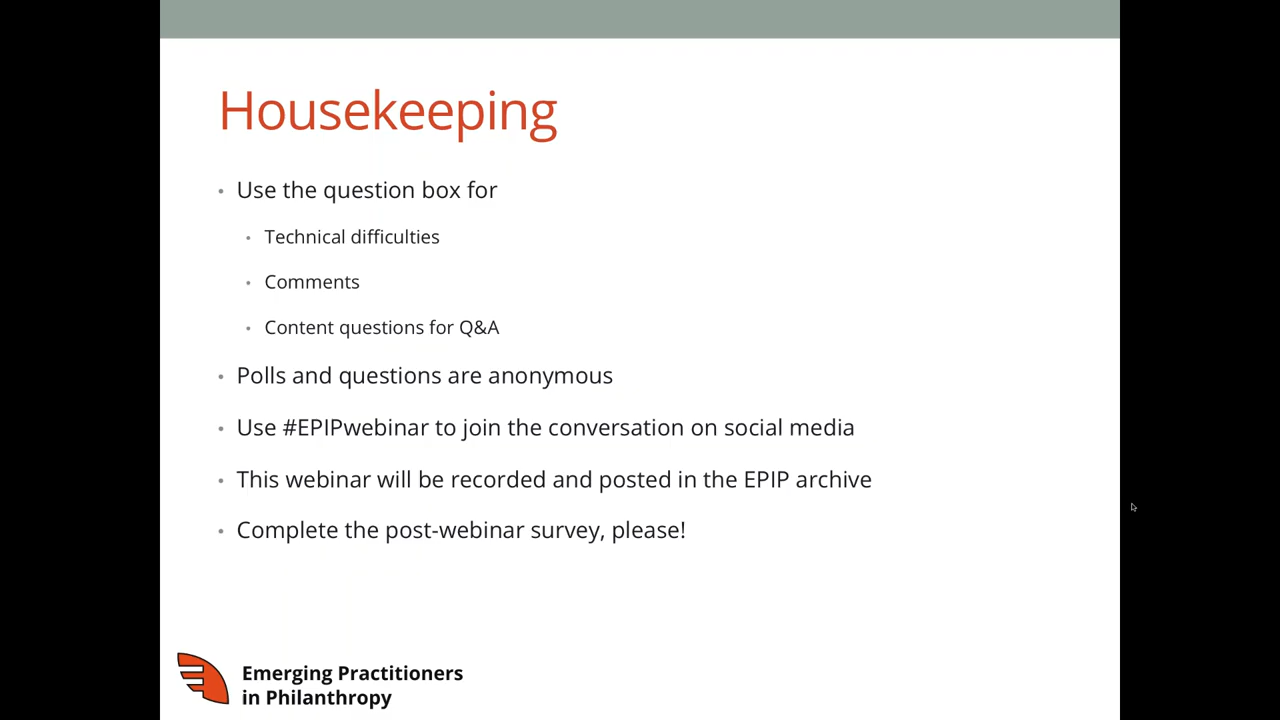 Housekeeping
• Use the question box for
• Technical difficulties
• Comments
• Content questions for Q&A
• Polls and questions are anonymous
• Use #EPIPwebinar to join the conversation on social media
• This webinar will be recorded and posted in the EPIP archive
• Complete the post-webinar survey, please!
Emerging Practitioners
in Philanthropy